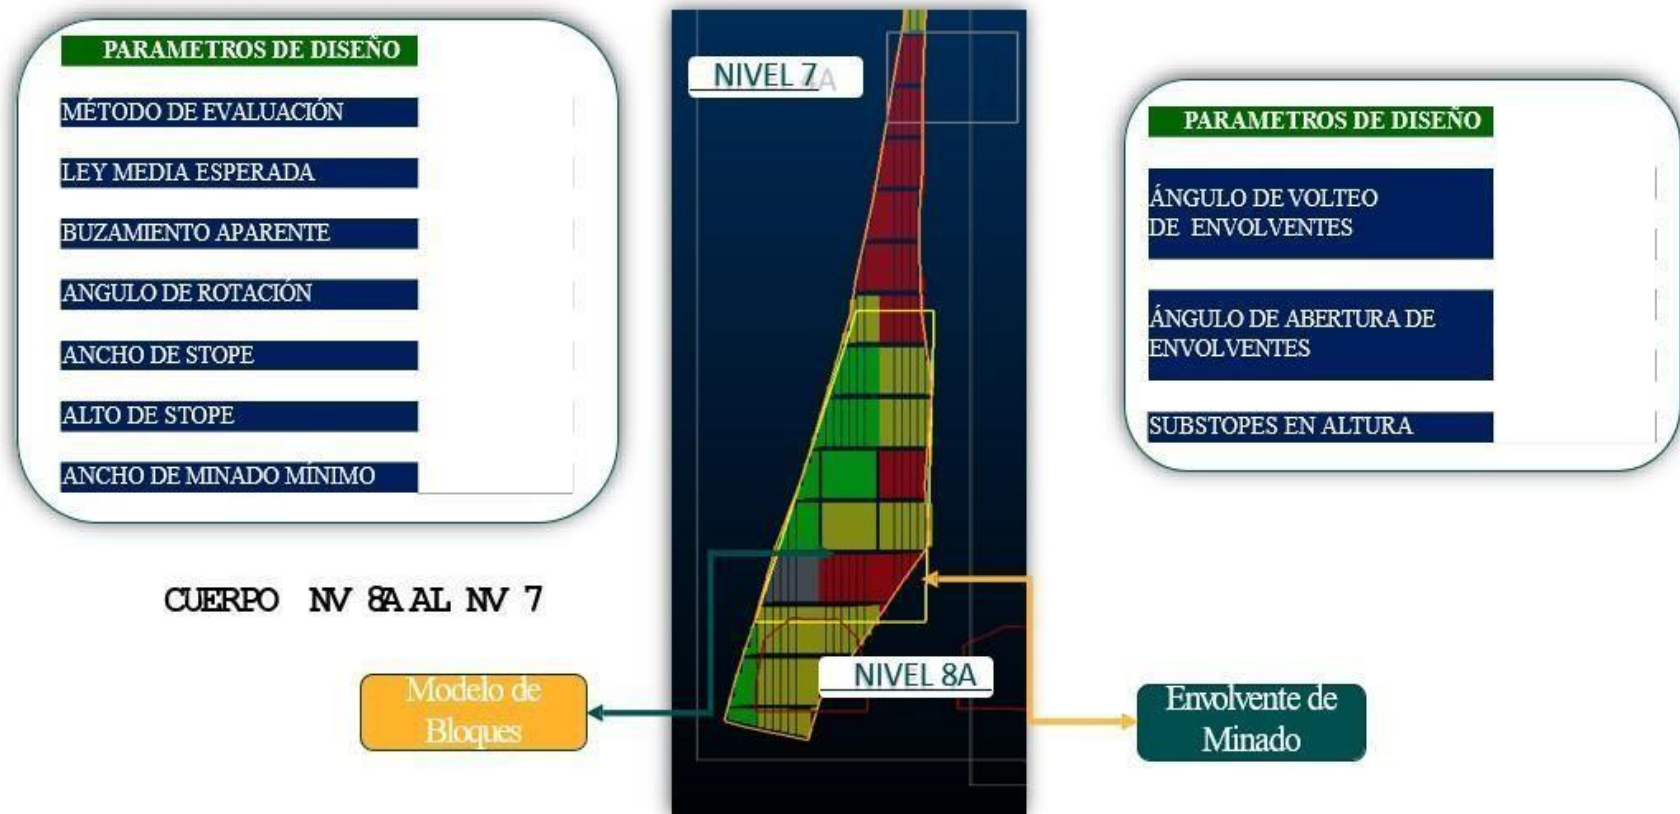 PARAMETROS DE DISEÑO
MÉTODO DE EVALUACIÓN
LEY MEDIA ESPERADA
BUZAMIENTO APARENTE
ANGULO DE ROTACIÓN
ANCHO DE STOPE
ALTO DE STOPE
ANCHO DE MINADO MÍNIMO
CUERPO NV 8A AL NV 7
Modelo de
Bloques
NIVEL 7
NIVEL 8A
PARAMETROS DE DISEÑO
ÁNGULO DE VOLTEO
DE ENVOLVENTES
ÁNGULO DE ABERTURA DE
ENVOLVENTES
SUBSTOPES EN ALTURA
Envolvente de
Minado